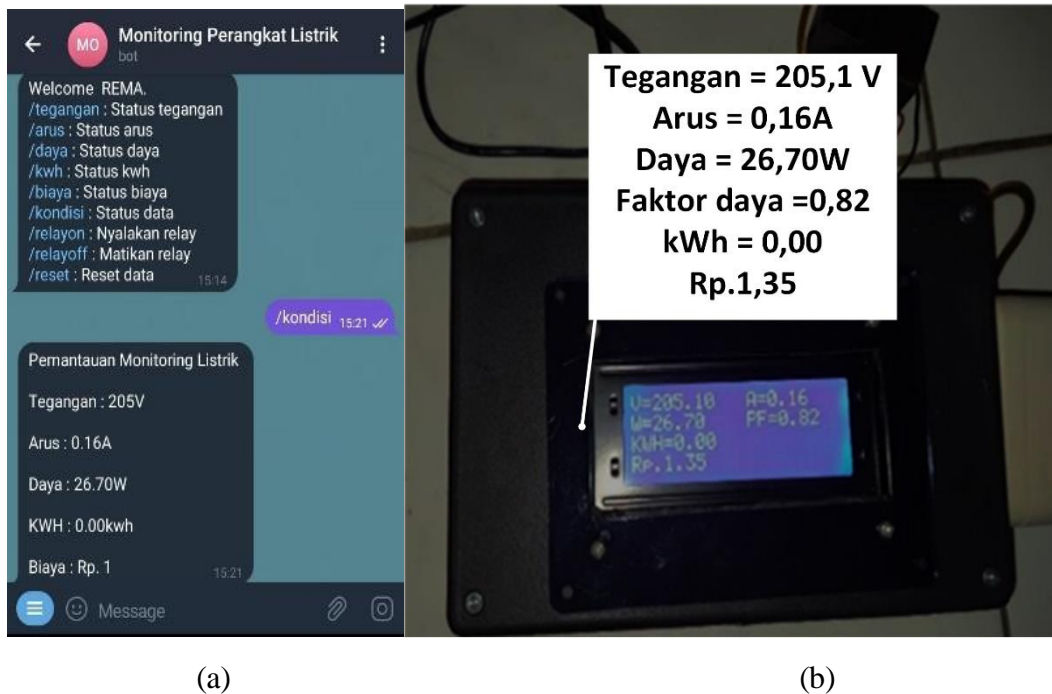 Monitoring Perangkat Listrik
MO
bot
Welcome REMA.
/tegangan : Status tegangan
/arus : Status arus
/daya : Status daya
/kwh : Status kwh
/biaya : Status biaya
/kondisi : Status data
/relayon : Nyalakan relay
/relayoff : Matikan relay
/reset : Reset data 15:14
/kondisi 15:21
Pemantauan Monitoring Listrik
Tegangan : 205V
Arus : 0.16A
Daya : 26.70W
KWH : 0.00kwh
Biaya : Rp. 1 15:21
Message
(a)
Tegangan = 205,1 V
Arus = 0,16A
Daya = 26,70W
Faktor daya =0,82
kWh = 0,00
Rp.1,35
V=205.10 A=0.16
W=26.70 PF=0.82
KWH=0.00
Rp.1.35
(b)